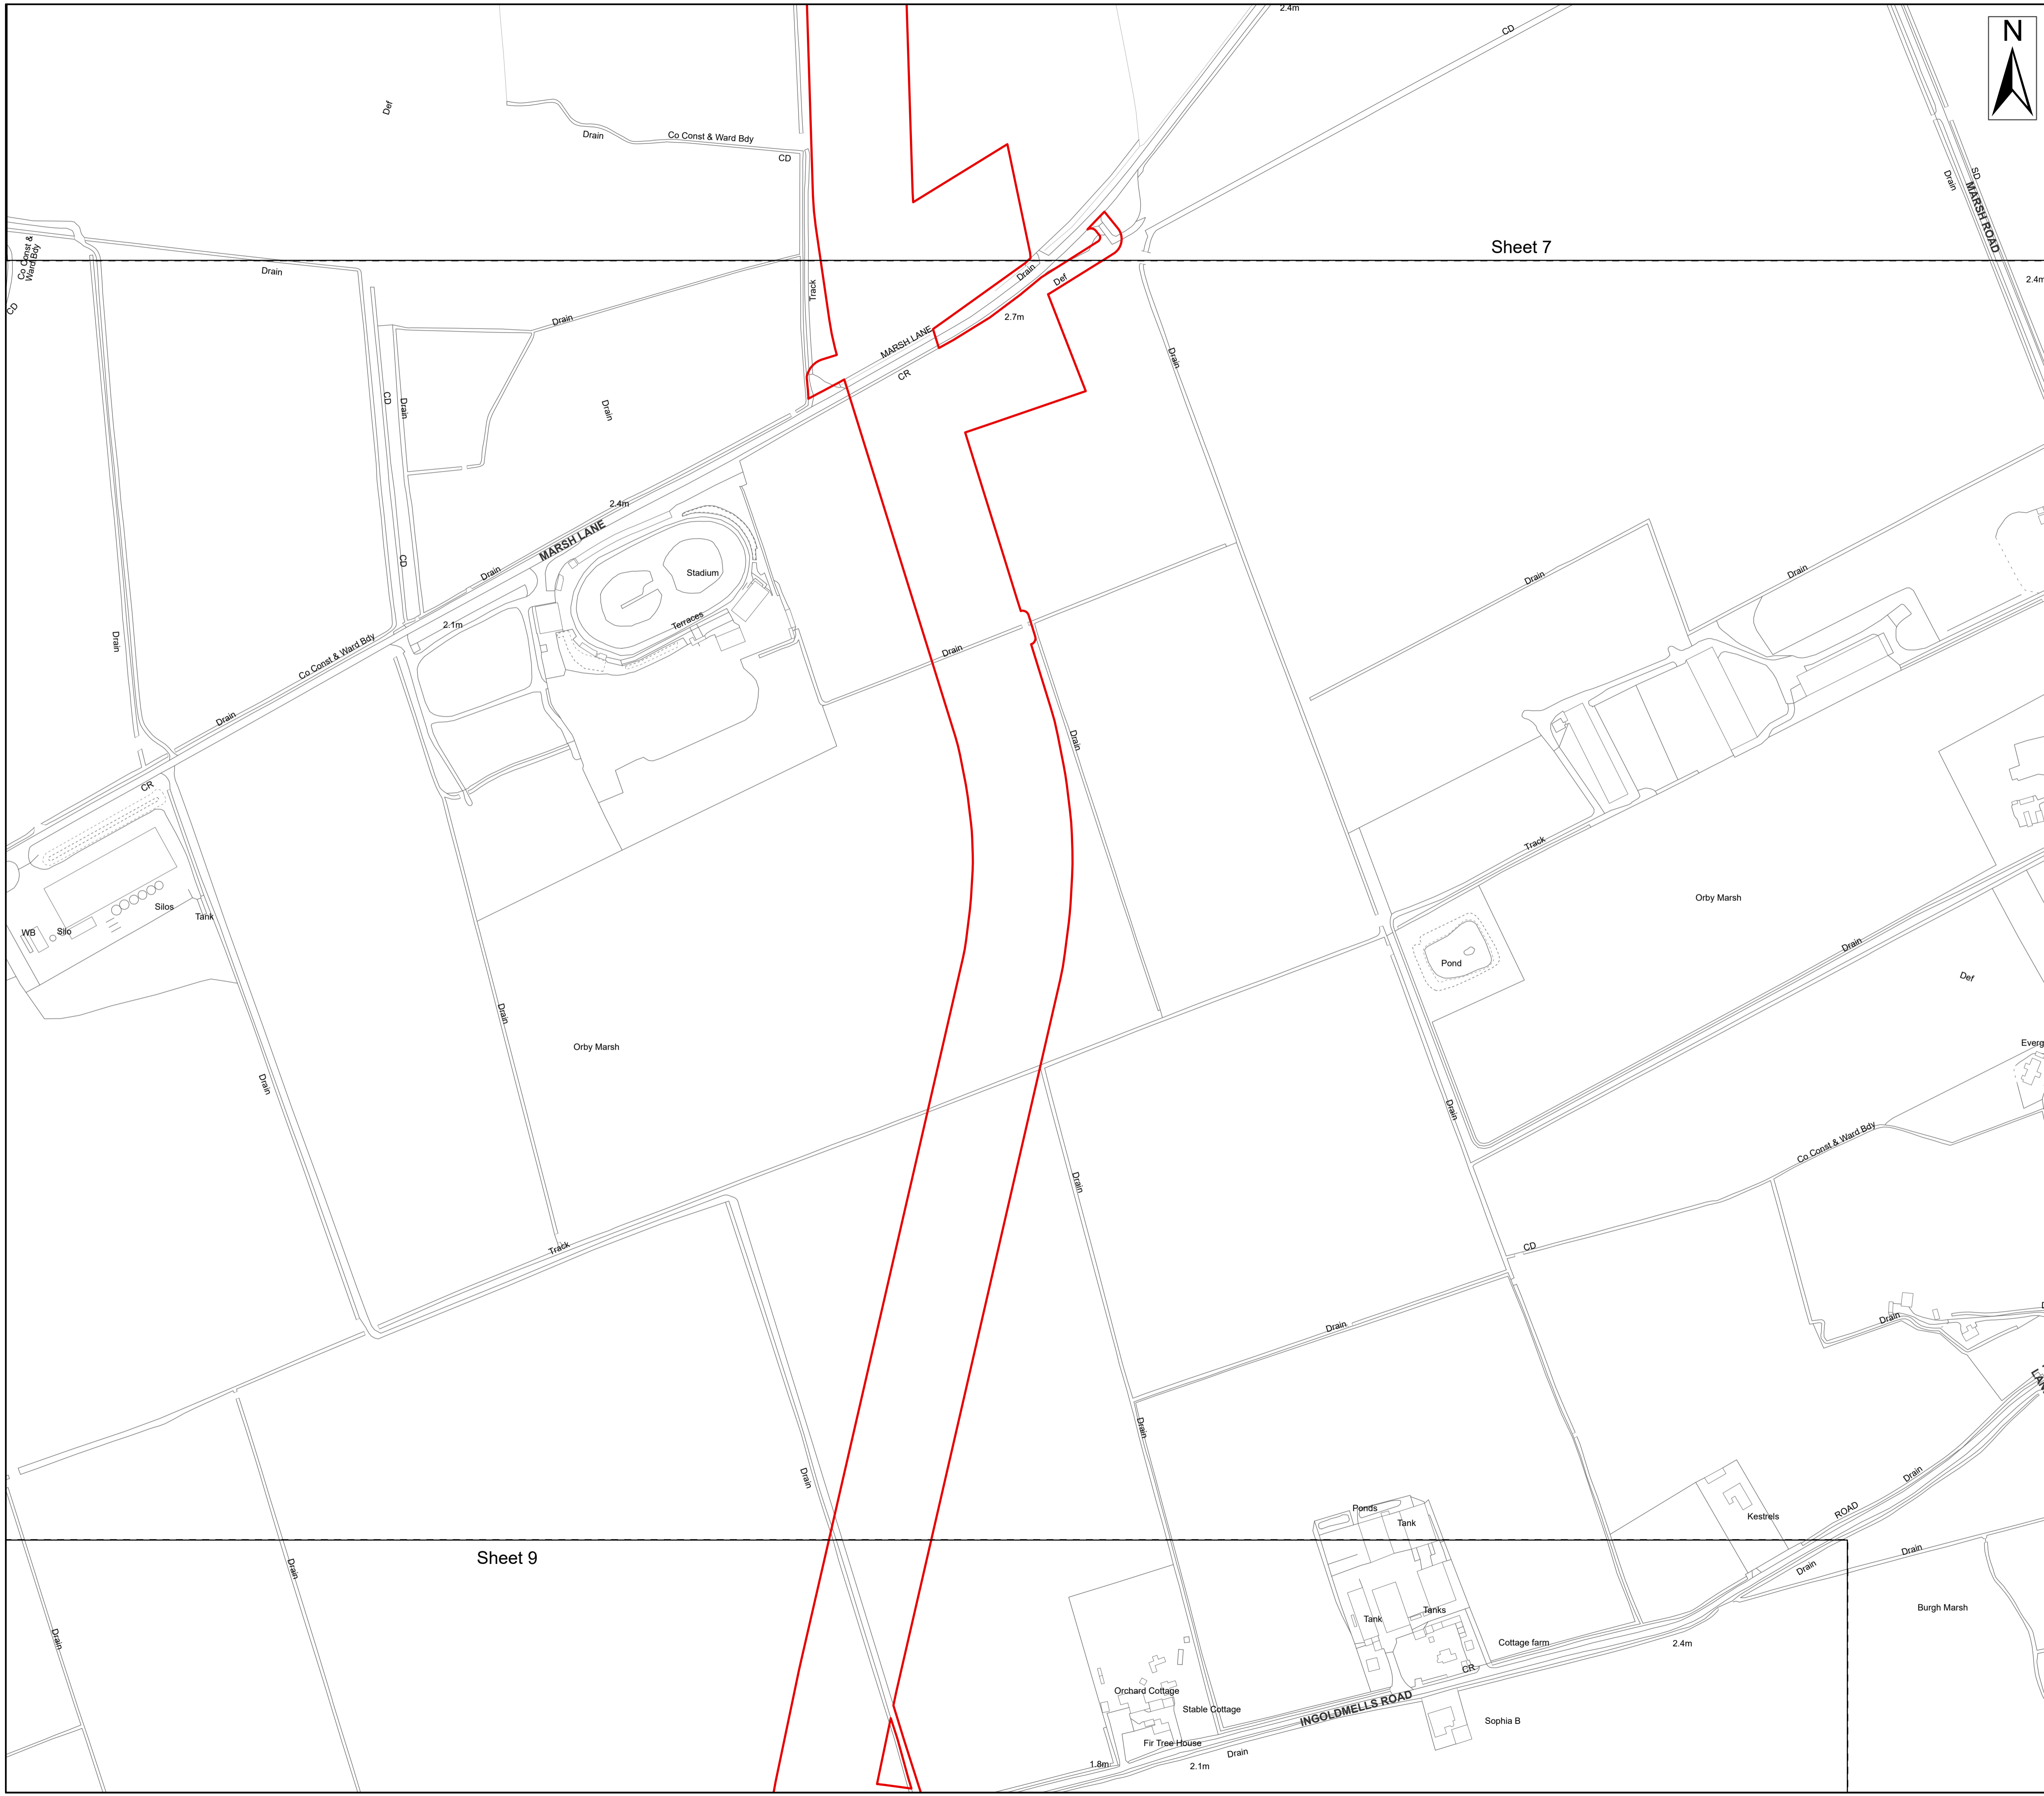 2.4m
CD
N
Def
Drain
Co Const & Ward Bdy
CD
Drain
SD
MARSH ROAD
Co Const &
Ward Bdy
Sheet 7
Drain
Drain
Def
2.4m
CD
Track
Drain
2.7m
MARSH LANE
Drain
CR
CD
Drain
Drain
2.4m
MARSH LANE
CD
Drain
Stadium
Drain
Drain
Terraces
2.1m
Drain
Co Const & Ward Bdy
Drain
Drain
Drain
CR
Track
Silos
Tank
Orby Marsh
WB
Silo
Drain
Pond
Def
Drain
Orby Marsh
Everg
Drain
Drain
Co Const & Ward Bdy
Drain
Track
CD
Drain
Drain
LAN
Drain
Drain
Drain
Ponds
ROAD
Tank
Kestrels
Sheet 9
Drain
Drain
Drain
Tank
Tanks
Burgh Marsh
Drain
Cottage farm
2.4m
CR
Orchard Cottage
Stable Cottage
INGOLDMELLS ROAD
Sophia B
Fir Tree House
Drain
1.8m
2.1m